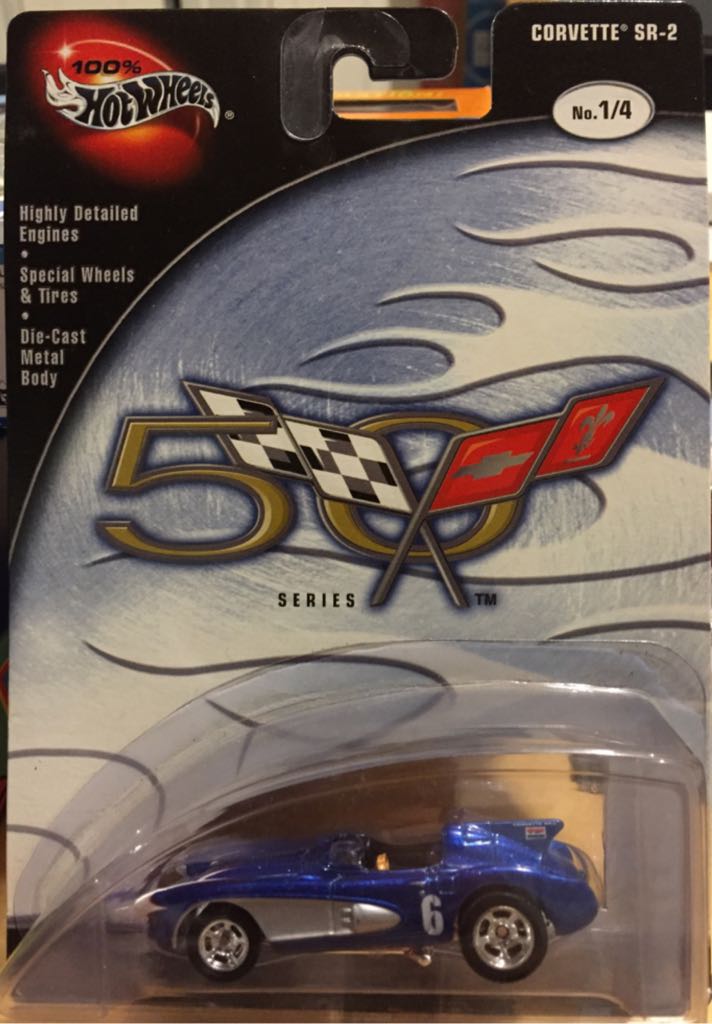 CORVETTE® SR-2
100%
HOT WHEELS®
No.1/4
Highly Detailed
Engines
•
Special Wheels
& Tires
•
Die-Cast
Metal
Body
50
SERIES ™
6